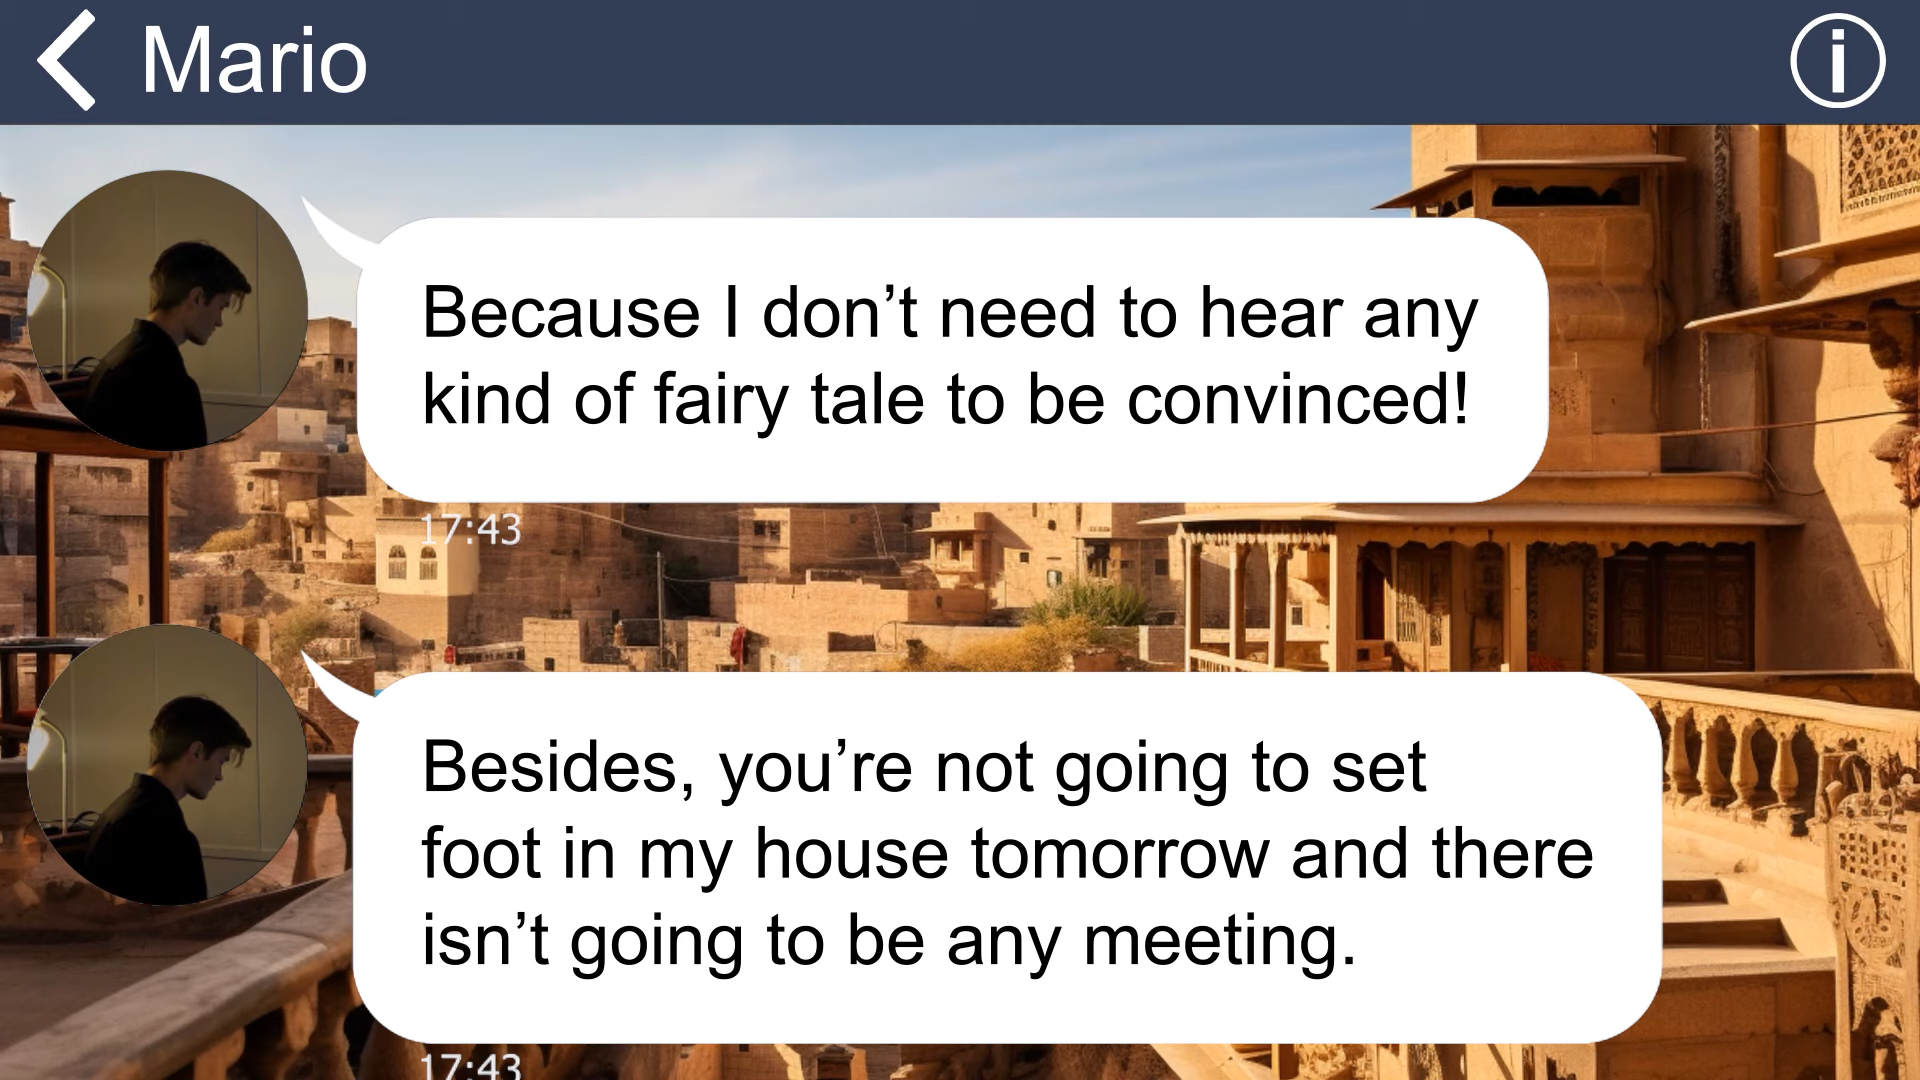 Mario
Because I don’t need to hear any
kind of fairy tale to be convinced!
17:43
Besides, you’re not going to set
foot in my house tomorrow and there
isn’t going to be any meeting.
17:43